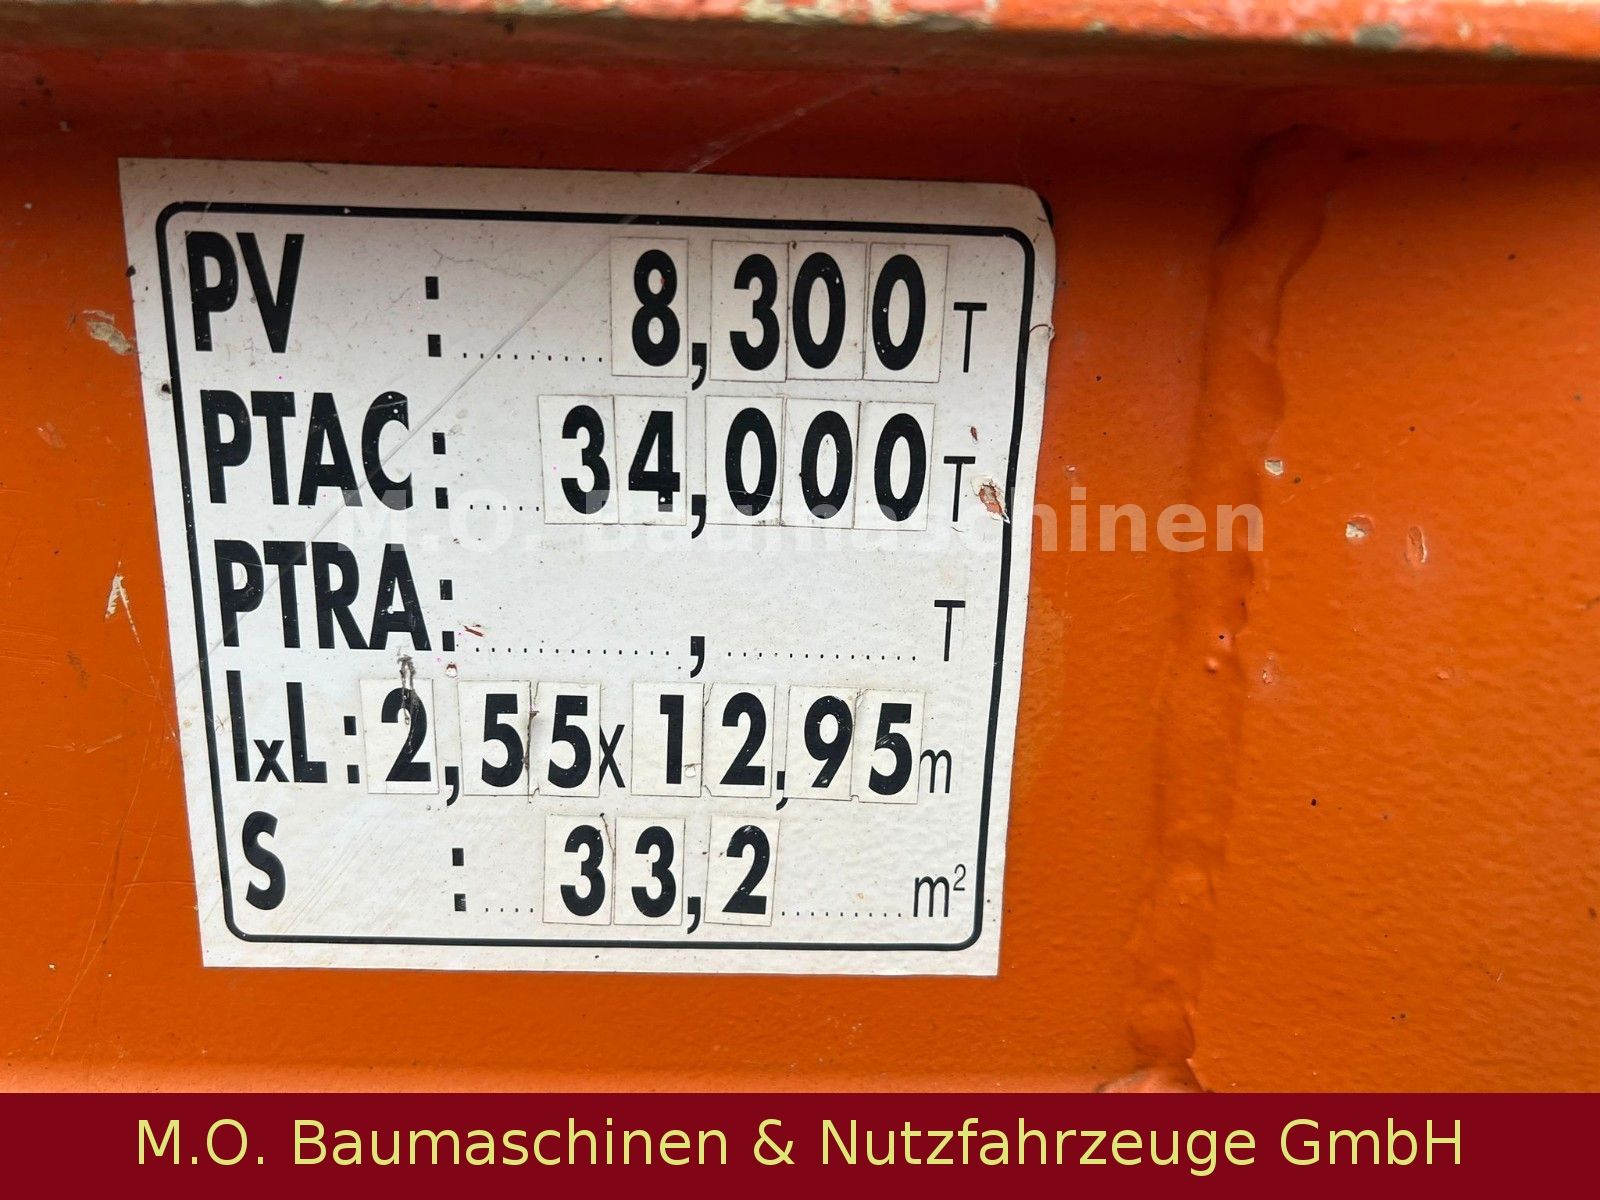 PV : ......... 8,300 T
PTAC : ..... 34,000 T
PTRA : ............., ............ T
lxL : 2,55 x 12,95 m
S : .... 33,2 ......... m²
M.O. Baumaschinen
M.O. Baumaschinen & Nutzfahrzeuge GmbH